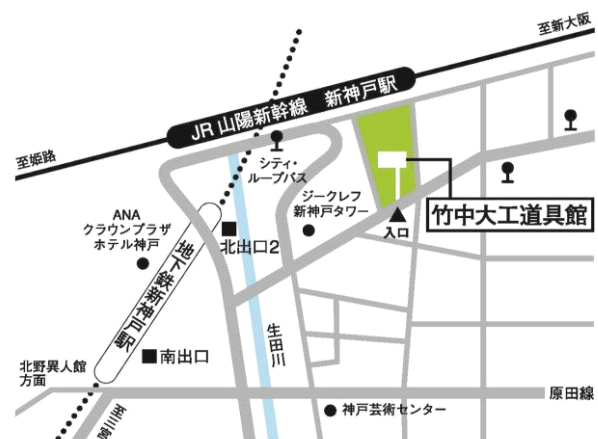 至新大阪
JR 山陽新幹線 新神戸駅
至姫路
シティ・
ループバス
ジークレフ
新神戸タワー
竹中大工道具館
入口
ANA
クラウンプラザ
ホテル神戸
北出口2
地下鉄新神戸駅
生田川
南出口
北野異人館
方面
原田線
至三宮
神戸芸術センター